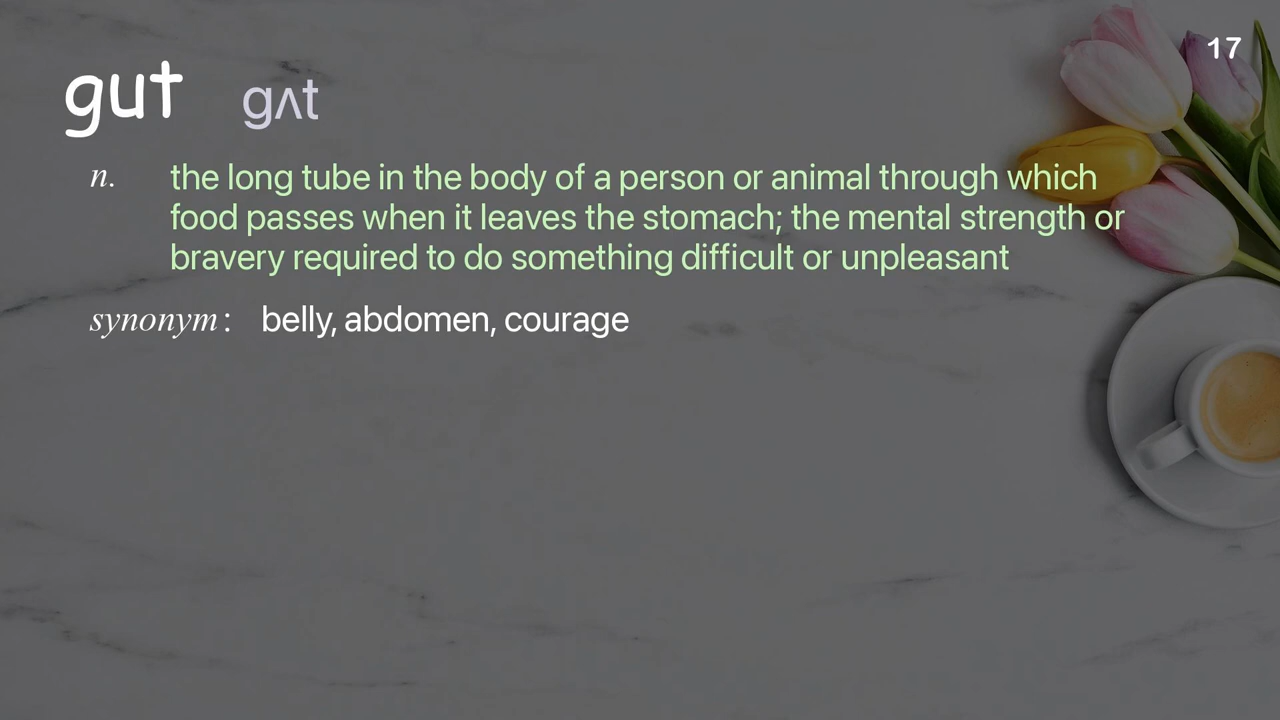 17
gut gʌt
n. the long tube in the body of a person or animal through which
food passes when it leaves the stomach; the mental strength or
bravery required to do something difficult or unpleasant
synonym: belly, abdomen, courage